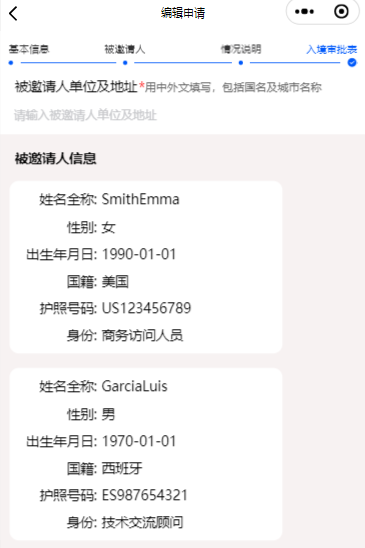 编辑申请
基本信息 被邀请人 情况说明 入境审批表
被邀请人单位及地址*用中外文填写，包括国名及城市名称
请输入被邀请人单位及地址
被邀请人信息
姓名全称: SmithEmma
性别: 女
出生年月日: 1990-01-01
国籍: 美国
护照号码: US123456789
身份: 商务访问人员
姓名全称: GarciaLuis
性别: 男
出生年月日: 1970-01-01
国籍: 西班牙
护照号码: ES987654321
身份: 技术交流顾问